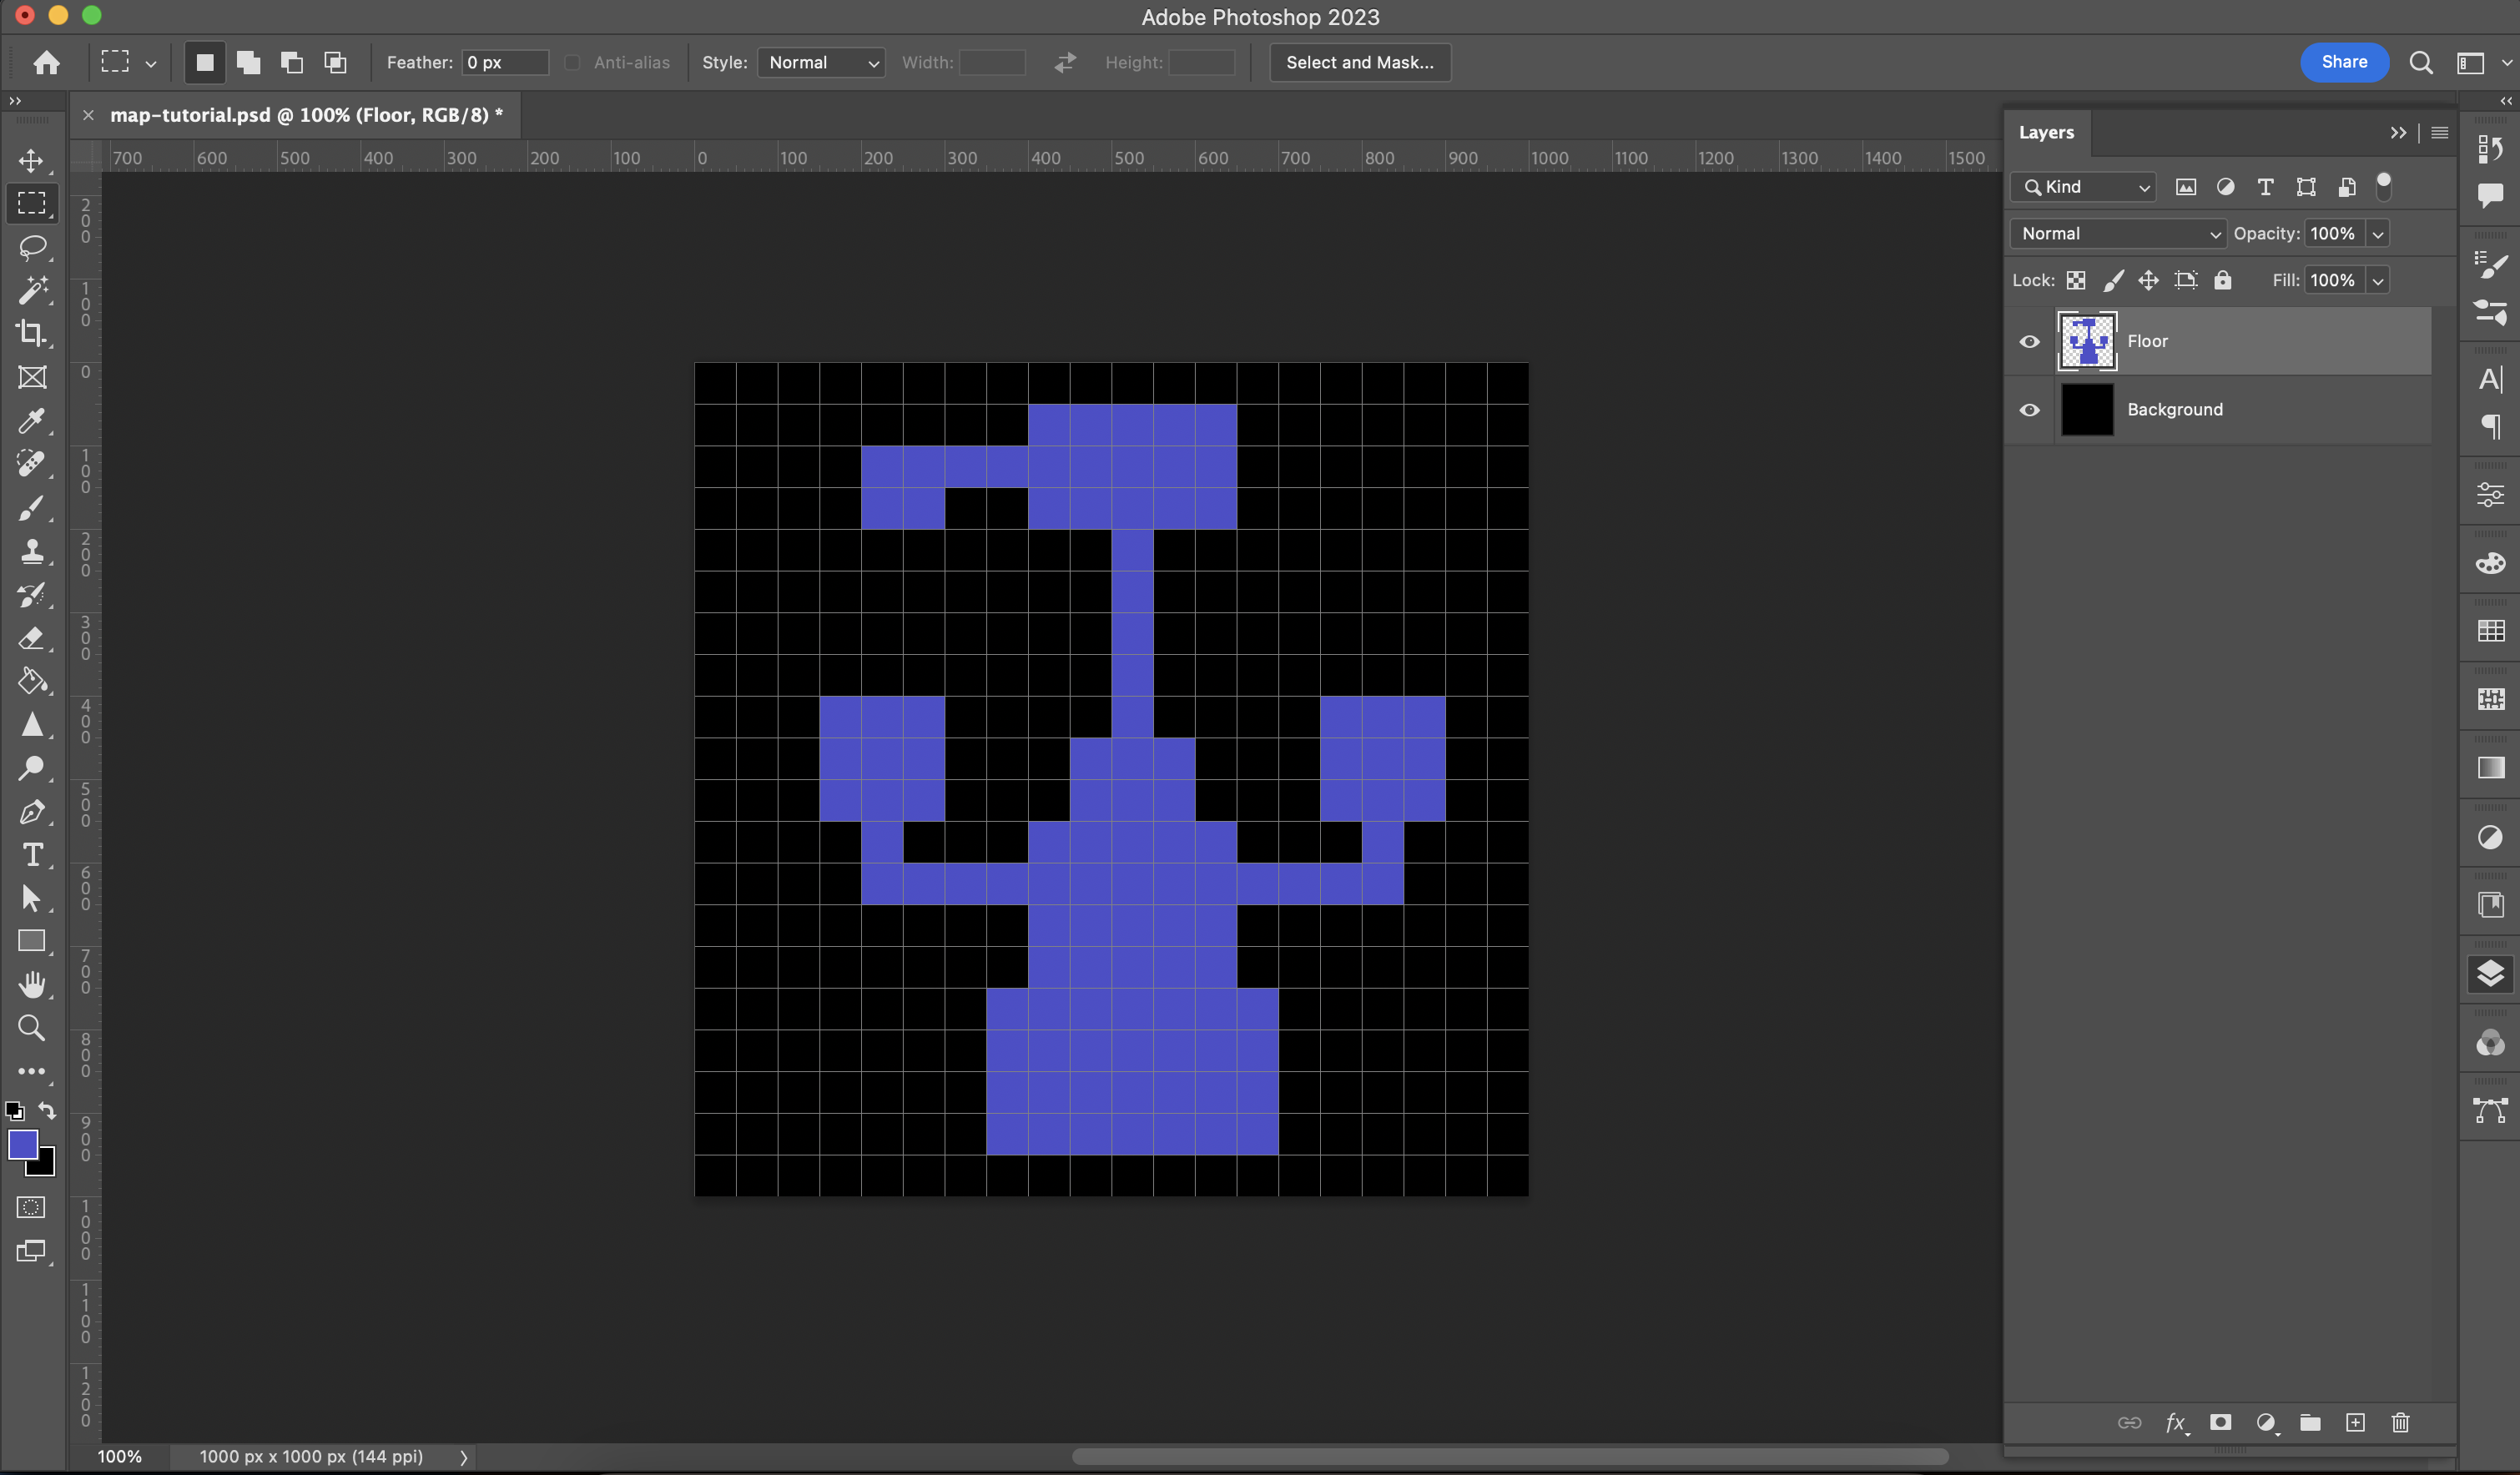 Adobe Photoshop 2023
Feather: 0 px Anti-alias Style: Normal Width: Height: Select and Mask... Share
× map-tutorial.psd @ 100% (Floor, RGB/8) *
700 600 500 400 300 200 100 0 100 200 300 400 500 600 700 800 900 1000 1100 1200 1300 1400 1500
200
100
0
100
200
300
400
500
600
700
800
900
1000
1100
1200
Layers
Kind
Normal Opacity: 100%
Lock: Fill: 100%
Floor
Background
100% 1000 px x 1000 px (144 ppi)